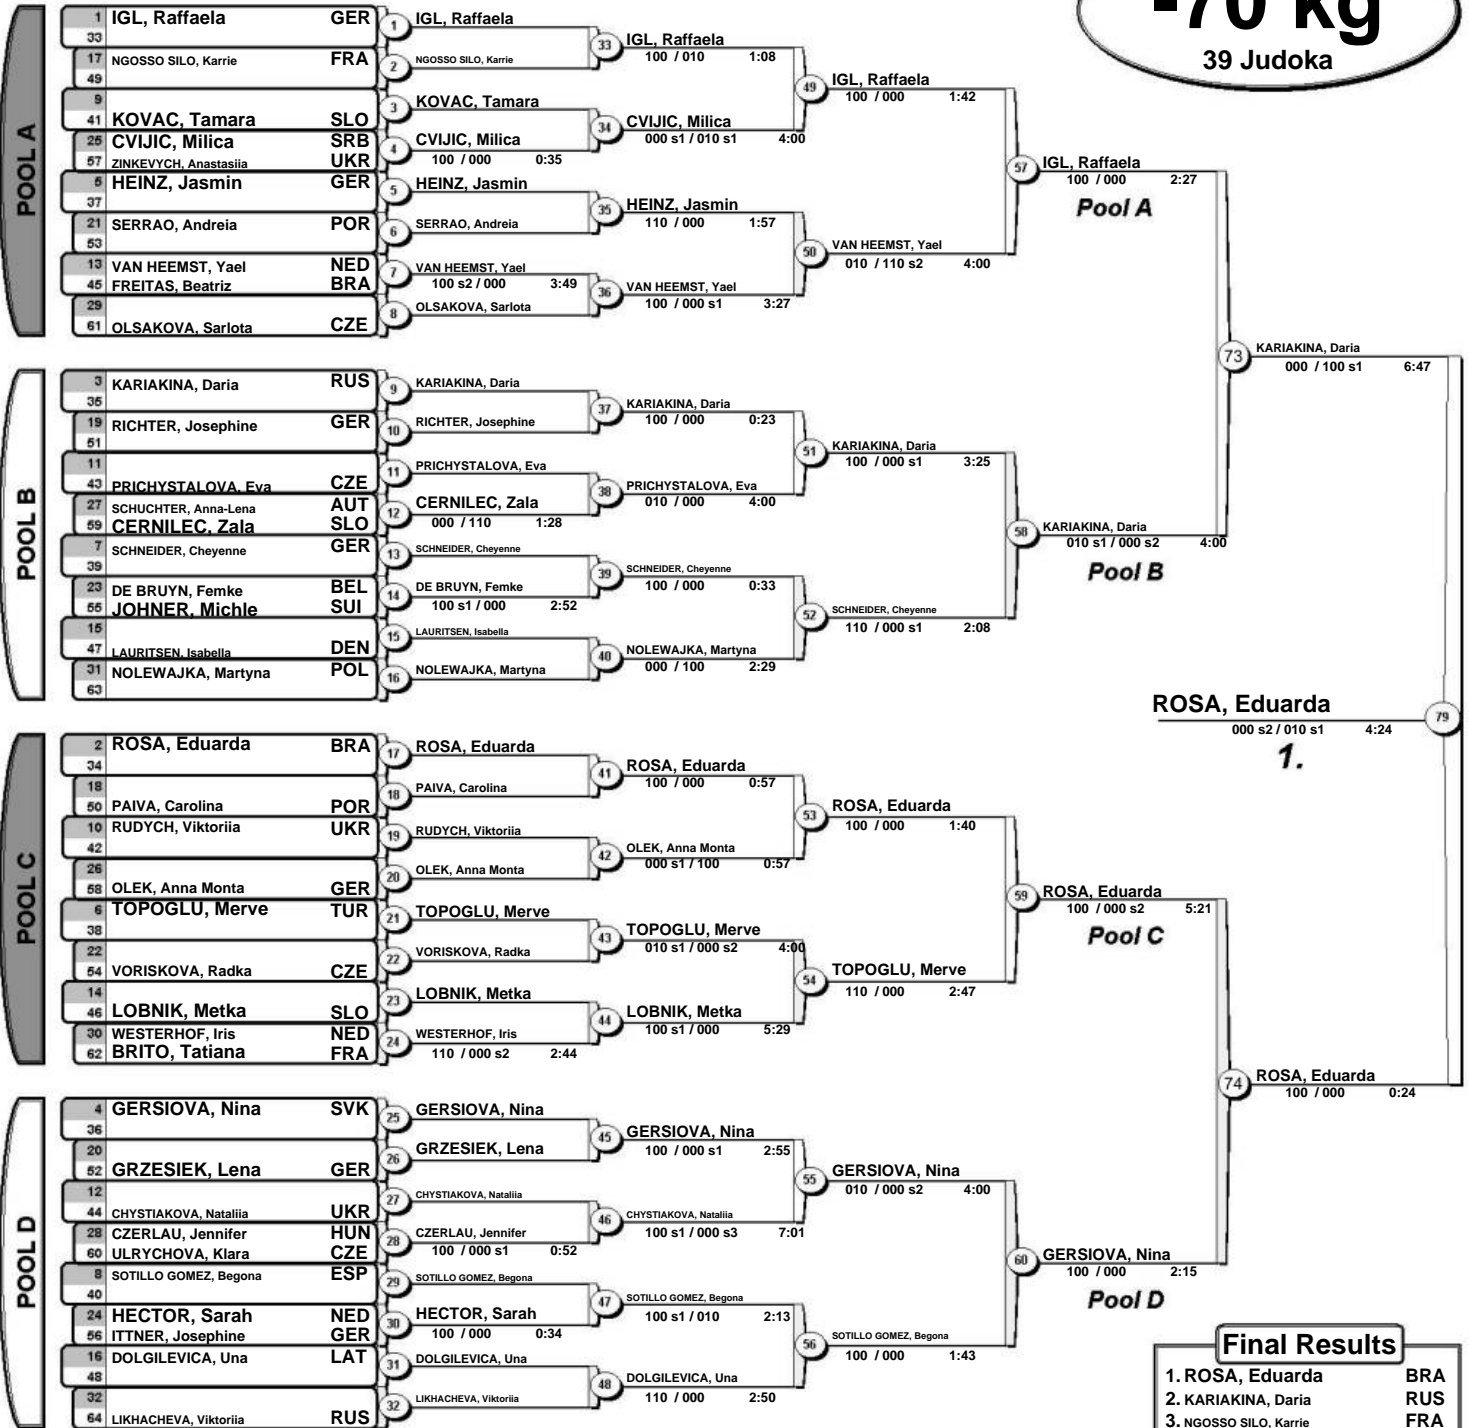 -70 kg
39 Judoka
POOL A
1 IGL, Raffaela GER
33
17 NGOSSO SILO, Karrie FRA
49
9
41 KOVAC, Tamara SLO
25 CVIJIC, Milica SRB
57 ZINKEVYCH, Anastasiia UKR
5 HEINZ, Jasmin GER
37
21 SERRAO, Andreia POR
53
13 VAN HEEMST, Yael NED
45 FREITAS, Beatriz BRA
29
61 OLSAKOVA, Sarlota CZE
1 IGL, Raffaela
2 NGOSSO SILO, Karrie
3 KOVAC, Tamara
4 CVIJIC, Milica
100 / 000 0:35
5 HEINZ, Jasmin
6 SERRAO, Andreia
7 VAN HEEMST, Yael
100 s2 / 000 3:49
8 OLSAKOVA, Sarlota
33 IGL, Raffaela
100 / 010 1:08
34 CVIJIC, Milica
000 s1 / 010 s1 4:00
35 HEINZ, Jasmin
110 / 000 1:57
36 VAN HEEMST, Yael
100 / 000 s1 3:27
49 IGL, Raffaela
100 / 000 1:42
50 VAN HEEMST, Yael
010 / 110 s2 4:00
57 IGL, Raffaela
100 / 000 2:27
Pool A
POOL B
3 KARIAKINA, Daria RUS
35
19 RICHTER, Josephine GER
51
11
43 PRICHYSTALOVA, Eva CZE
27 SCHUCHTER, Anna-Lena AUT
59 CERNILEC, Zala SLO
7 SCHNEIDER, Cheyenne GER
39
23 DE BRUYN, Femke BEL
55 JOHNER, Michle SUI
15
47 LAURITSEN, Isabella DEN
31 NOLEWAJKA, Martyna POL
63
9 KARIAKINA, Daria
10 RICHTER, Josephine
11 PRICHYSTALOVA, Eva
12 CERNILEC, Zala
000 / 110 1:28
13 SCHNEIDER, Cheyenne
14 DE BRUYN, Femke
100 s1 / 000 2:52
15 LAURITSEN, Isabella
16 NOLEWAJKA, Martyna
37 KARIAKINA, Daria
100 / 000 0:23
38 PRICHYSTALOVA, Eva
010 / 000 4:00
39 SCHNEIDER, Cheyenne
100 / 000 0:33
40 NOLEWAJKA, Martyna
000 / 100 2:29
51 KARIAKINA, Daria
100 / 000 s1 3:25
52 SCHNEIDER, Cheyenne
110 / 000 s1 2:08
58 KARIAKINA, Daria
010 s1 / 000 s2 4:00
Pool B
73 KARIAKINA, Daria
000 / 100 s1 6:47
ROSA, Eduarda 79
000 s2 / 010 s1 4:24
1.
POOL C
2 ROSA, Eduarda BRA
34
18
50 PAIVA, Carolina POR
10 RUDYCH, Viktoriia UKR
42
26
58 OLEK, Anna Monta GER
6 TOPOGLU, Merve TUR
38
22
54 VORISKOVA, Radka CZE
14
46 LOBNIK, Metka SLO
30 WESTERHOF, Iris NED
62 BRITO, Tatiana FRA
17 ROSA, Eduarda
18 PAIVA, Carolina
19 RUDYCH, Viktoriia
20 OLEK, Anna Monta
21 TOPOGLU, Merve
22 VORISKOVA, Radka
23 LOBNIK, Metka
24 WESTERHOF, Iris
110 / 000 s2 2:44
41 ROSA, Eduarda
100 / 000 0:57
42 OLEK, Anna Monta
000 s1 / 100 0:57
43 TOPOGLU, Merve
010 s1 / 000 s2 4:00
44 LOBNIK, Metka
100 s1 / 000 5:29
53 ROSA, Eduarda
100 / 000 1:40
54 TOPOGLU, Merve
110 / 000 2:47
59 ROSA, Eduarda
100 / 000 s2 5:21
Pool C
74 ROSA, Eduarda
100 / 000 0:24
POOL D
4 GERSIOVA, Nina SVK
36
20
52 GRZESIEK, Lena GER
12
44 CHYSTIAKOVA, Nataliia UKR
28 CZERLAU, Jennifer HUN
60 ULRYCHOVA, Klara CZE
8 SOTILLO GOMEZ, Begona ESP
40
24 HECTOR, Sarah NED
56 ITTNER, Josephine GER
16 DOLGILEVICA, Una LAT
48
32
64 LIKHACHEVA, Viktoriia RUS
25 GERSIOVA, Nina
26 GRZESIEK, Lena
27 CHYSTIAKOVA, Nataliia
28 CZERLAU, Jennifer
100 / 000 s1 0:52
29 SOTILLO GOMEZ, Begona
30 HECTOR, Sarah
100 / 000 0:34
31 DOLGILEVICA, Una
32 LIKHACHEVA, Viktoriia
45 GERSIOVA, Nina
100 / 000 s1 2:55
46 CHYSTIAKOVA, Nataliia
100 s1 / 000 s3 7:01
47 SOTILLO GOMEZ, Begona
100 s1 / 010 2:13
48 DOLGILEVICA, Una
110 / 000 2:50
55 GERSIOVA, Nina
010 / 000 s2 4:00
56 SOTILLO GOMEZ, Begona
100 / 000 1:43
60 GERSIOVA, Nina
100 / 000 2:15
Pool D
Final Results
1. ROSA, Eduarda BRA
2. KARIAKINA, Daria RUS
3. NGOSSO SILO, Karrie FRA